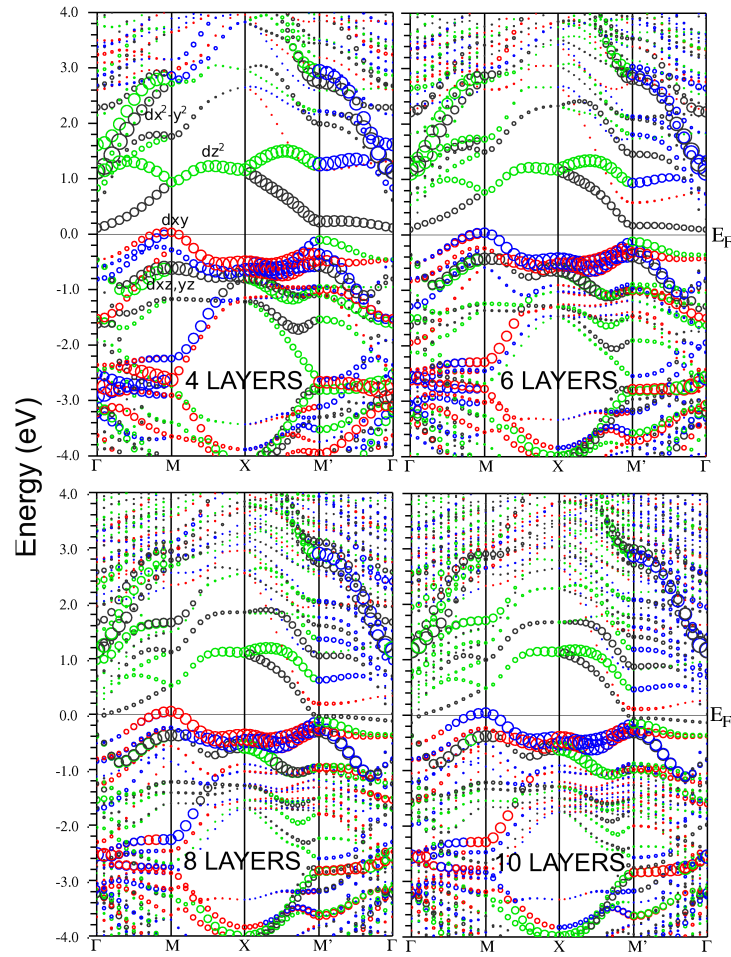 4.0
3.0
2.0
1.0
0.0
-1.0
-2.0
-3.0
-4.0
dx²-y²
dz²
dxy
dxz,yz
4 LAYERS
6 LAYERS
E_F
Γ M X M' Γ
Γ M X M' Γ
Energy (eV)
4.0
3.0
2.0
1.0
0.0
-1.0
-2.0
-3.0
-4.0
8 LAYERS
10 LAYERS
E_F
Γ M X M' Γ
Γ M X M' Γ